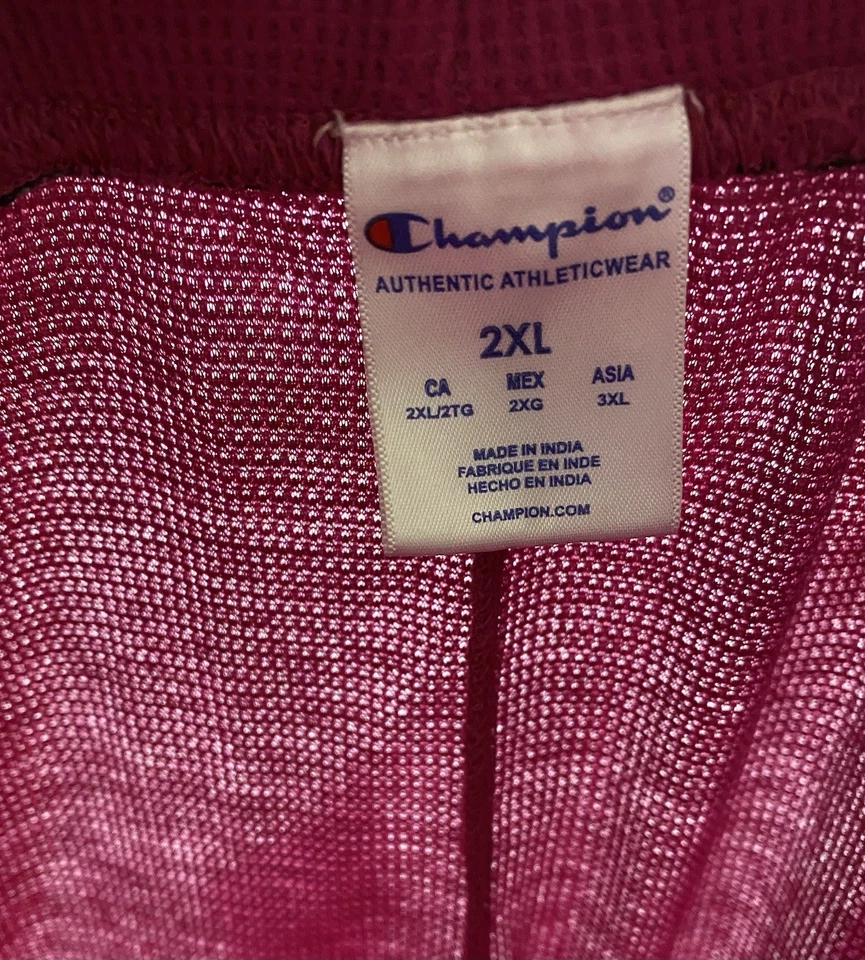 Champion®
AUTHENTIC ATHLETICWEAR
2XL
CA MEX ASIA
2XL/2TG 2XG 3XL
MADE IN INDIA
FABRIQUE EN INDE
HECHO EN INDIA
CHAMPION.COM